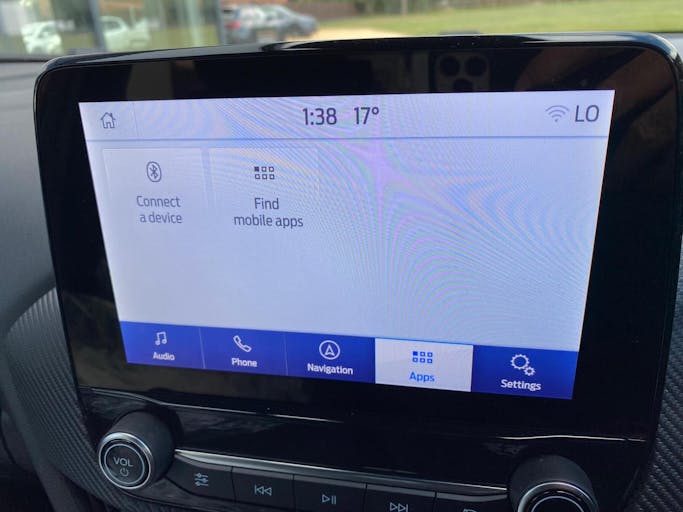 1:38 17° LO
Connect
a device
Find
mobile apps
Audio
Phone
Navigation
Apps
Settings
VOL